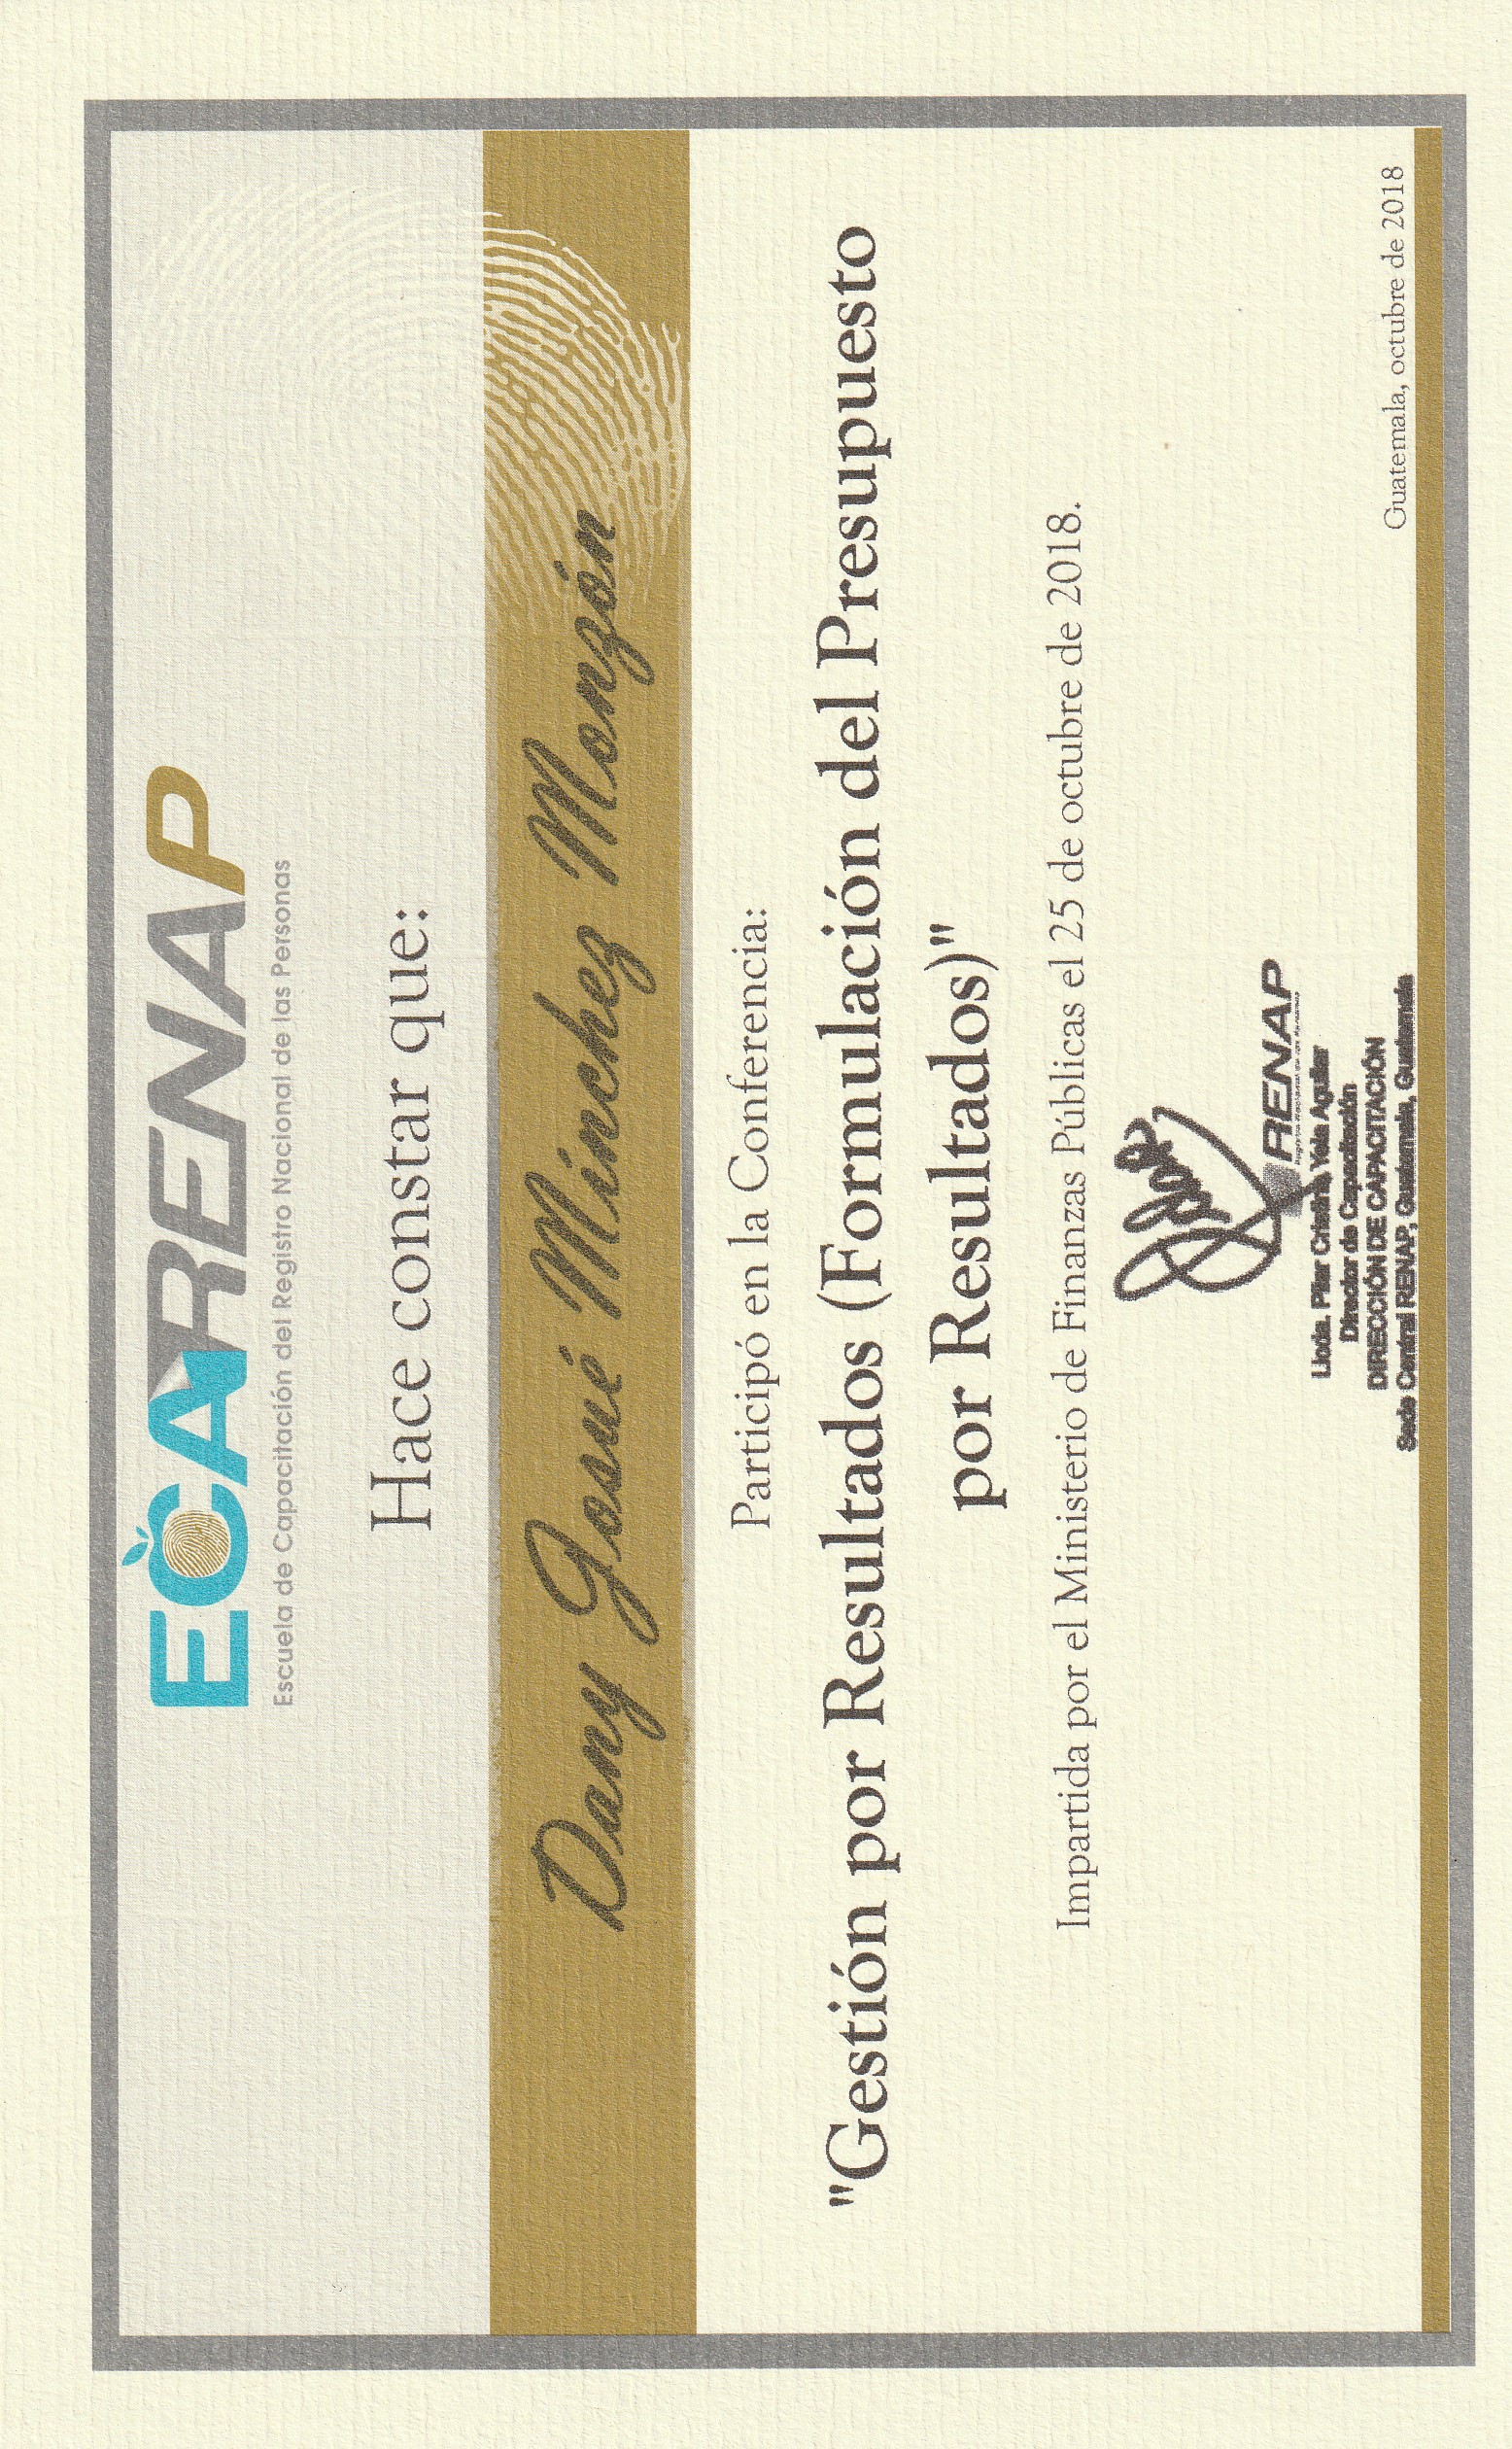 ECARENAP
Escuela de Capacitación del Registro Nacional de las Personas
Hace constar que:
Dany Josué Mínchez Monzón
Participó en la Conferencia:
"Gestión por Resultados (Formulación del Presupuesto
por Resultados)"
Impartida por el Ministerio de Finanzas Públicas el 25 de octubre de 2018.
RENAP
Registro Nacional de las Personas
Licda. Pilar Cristina Yela Aguilar
Director de Capacitación
DIRECCIÓN DE CAPACITACIÓN
Sede Central RENAP, Guatemala, Guatemala
Guatemala, octubre de 2018